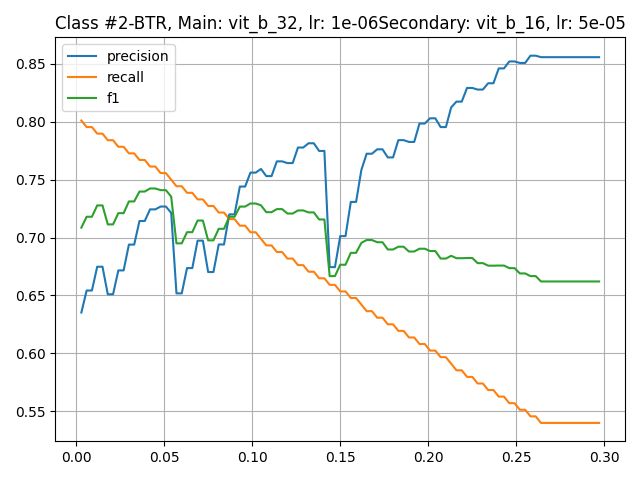 Class #2-BTR, Main: vit_b_32, lr: 1e-06Secondary: vit_b_16, lr: 5e-05
precision
recall
f1
0.85
0.80
0.75
0.70
0.65
0.60
0.55
0.00 0.05 0.10 0.15 0.20 0.25 0.30